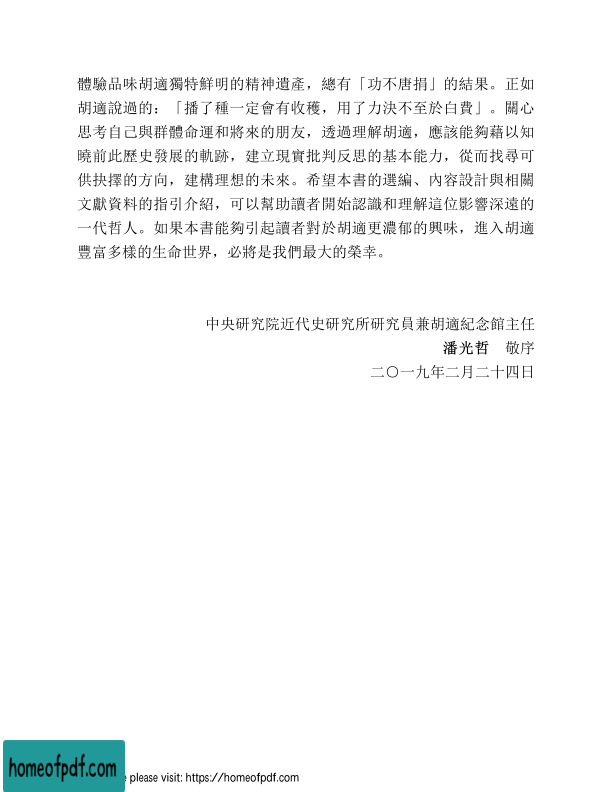 體驗品味胡適獨特鮮明的精神遺產，總有「功不唐捐」的結果。正如
胡適說過的：「播了種一定會有收穫，用了力決不至於白費」。關心
思考自己與群體命運和將來的朋友，透過理解胡適，應該能夠藉以知
曉前此歷史發展的軌跡，建立現實批判反思的基本能力，從而找尋可
供抉擇的方向，建構理想的未來。希望本書的選編、內容設計與相關
文獻資料的指引介紹，可以幫助讀者開始認識和理解這位影響深遠的
一代哲人。如果本書能夠引起讀者對於胡適更濃郁的興味，進入胡適
豐富多樣的生命世界，必將是我們最大的榮幸。
中央研究院近代史研究所研究員兼胡適紀念館主任
潘光哲　敬序
二〇一九年二月二十四日
homeofpdf.com
e please visit: https://homeofpdf.com